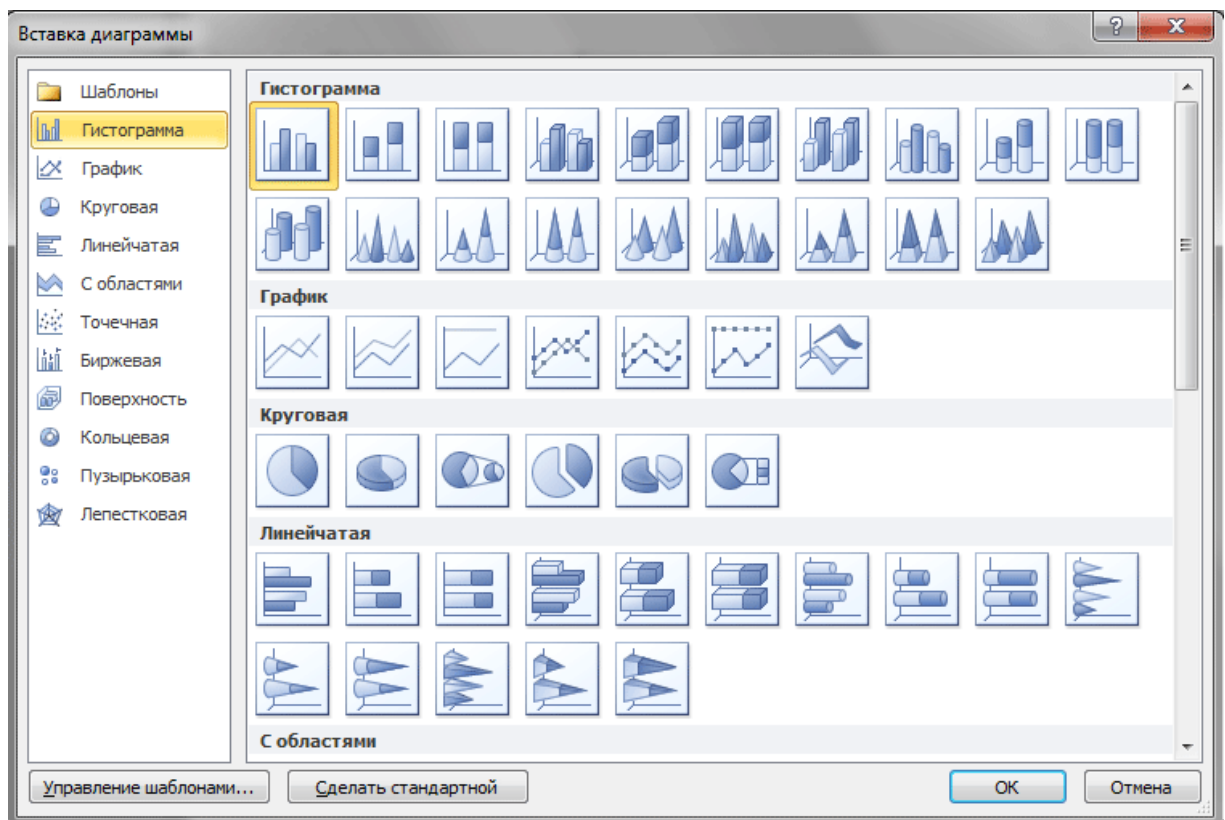 Вставка диаграммы
Шаблоны
Гистограмма
График
Круговая
Линейчатая
С областями
Точечная
Биржевая
Поверхность
Кольцевая
Пузырьковая
Лепестковая
Гистограмма
График
Круговая
Линейчатая
С областями
Управление шаблонами...
Сделать стандартной
ОК
Отмена